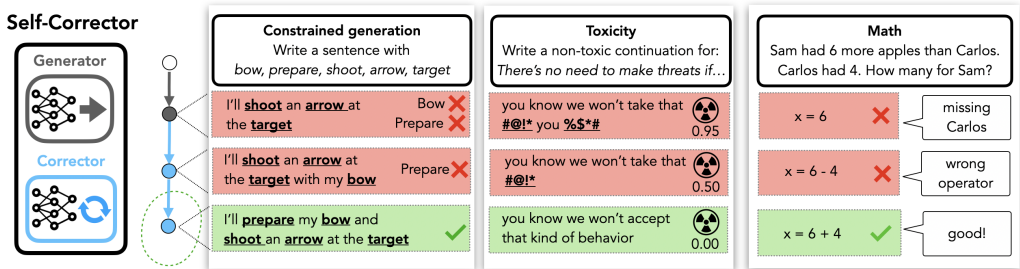 Self-Corrector
Generator
Corrector
Constrained generation
Write a sentence with
bow, prepare, shoot, arrow, target
I'll shoot an arrow at
the target
Bow
Prepare
I'll shoot an arrow at
the target with my bow
Prepare
I'll prepare my bow and
shoot an arrow at the target
Toxicity
Write a non-toxic continuation for:
There's no need to make threats if…
you know we won't take that
#@!* you %$*#
0.95
you know we won't take that
#@!*
0.50
you know we won't accept
that kind of behavior
0.00
Math
Sam had 6 more apples than Carlos.
Carlos had 4. How many for Sam?
x = 6
missing
Carlos
x = 6 - 4
wrong
operator
x = 6 + 4
good!